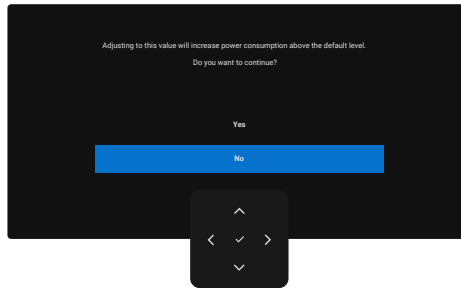 Adjusting to this value will increase power consumption above the default level.
Do you want to continue?
Yes
No